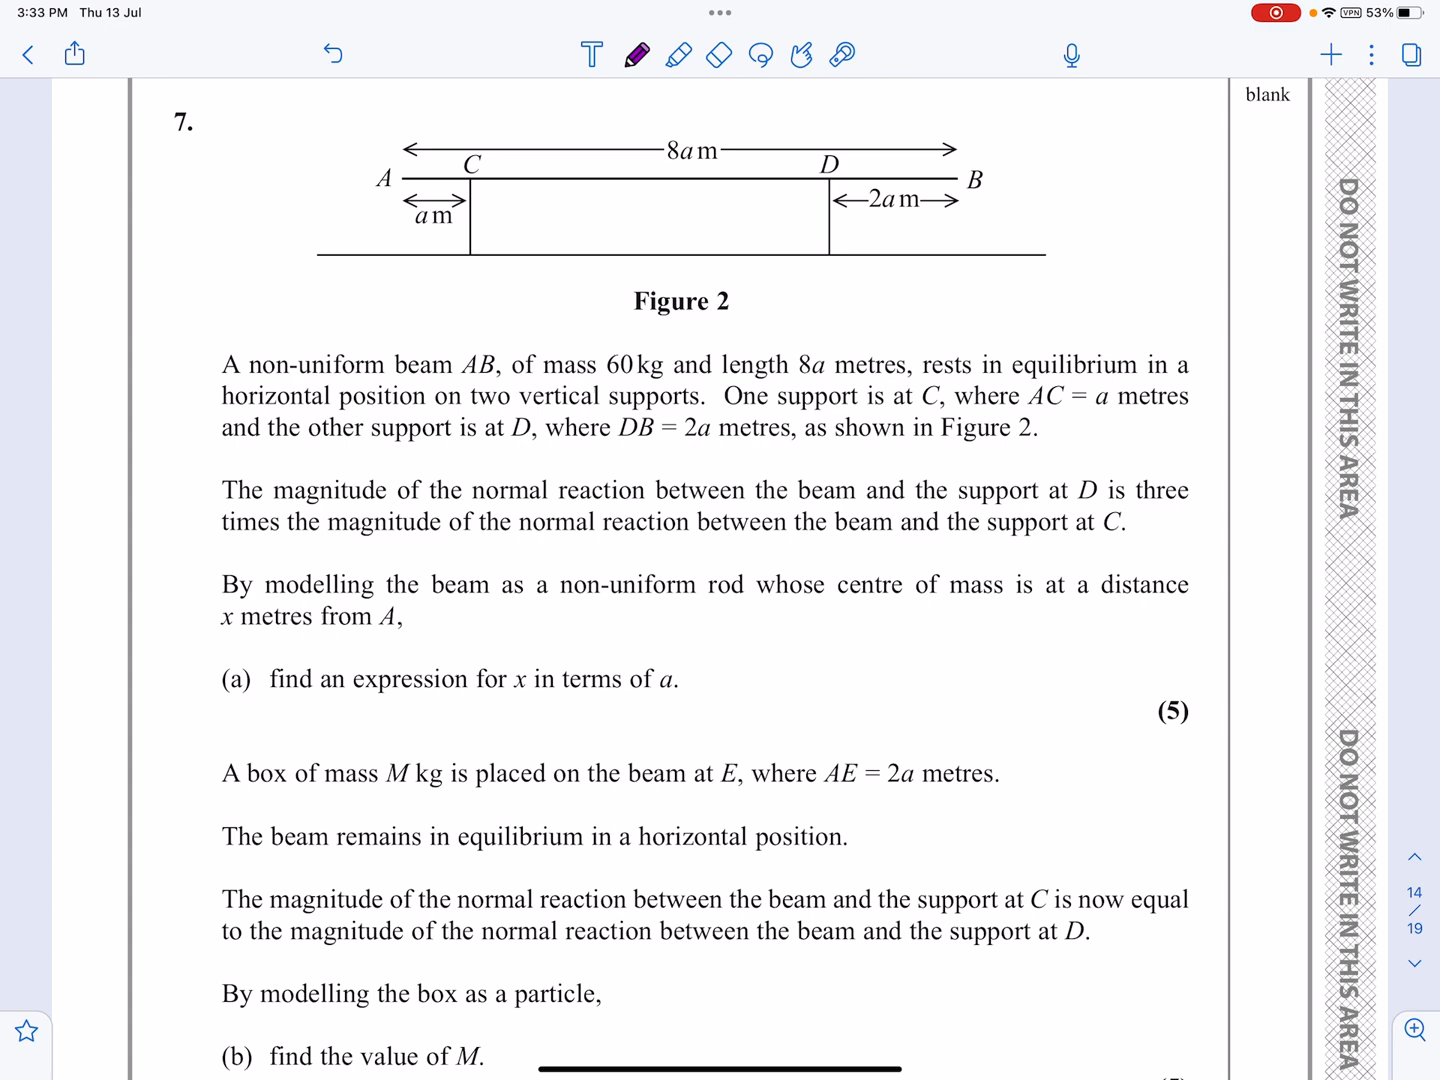 3:33 PM Thu 13 Jul
VPN 53%
blank
7.
8a m
A
C
D
B
a m
2a m
Figure 2
A non-uniform beam AB, of mass 60 kg and length 8a metres, rests in equilibrium in a
horizontal position on two vertical supports. One support is at C, where AC = a metres
and the other support is at D, where DB = 2a metres, as shown in Figure 2.
The magnitude of the normal reaction between the beam and the support at D is three
times the magnitude of the normal reaction between the beam and the support at C.
By modelling the beam as a non-uniform rod whose centre of mass is at a distance
x metres from A,
(a) find an expression for x in terms of a.
(5)
A box of mass M kg is placed on the beam at E, where AE = 2a metres.
The beam remains in equilibrium in a horizontal position.
The magnitude of the normal reaction between the beam and the support at C is now equal
to the magnitude of the normal reaction between the beam and the support at D.
By modelling the box as a particle,
(b) find the value of M.
DO NOT WRITE IN THIS AREA
DO NOT WRITE IN THIS AREA
14
/
19